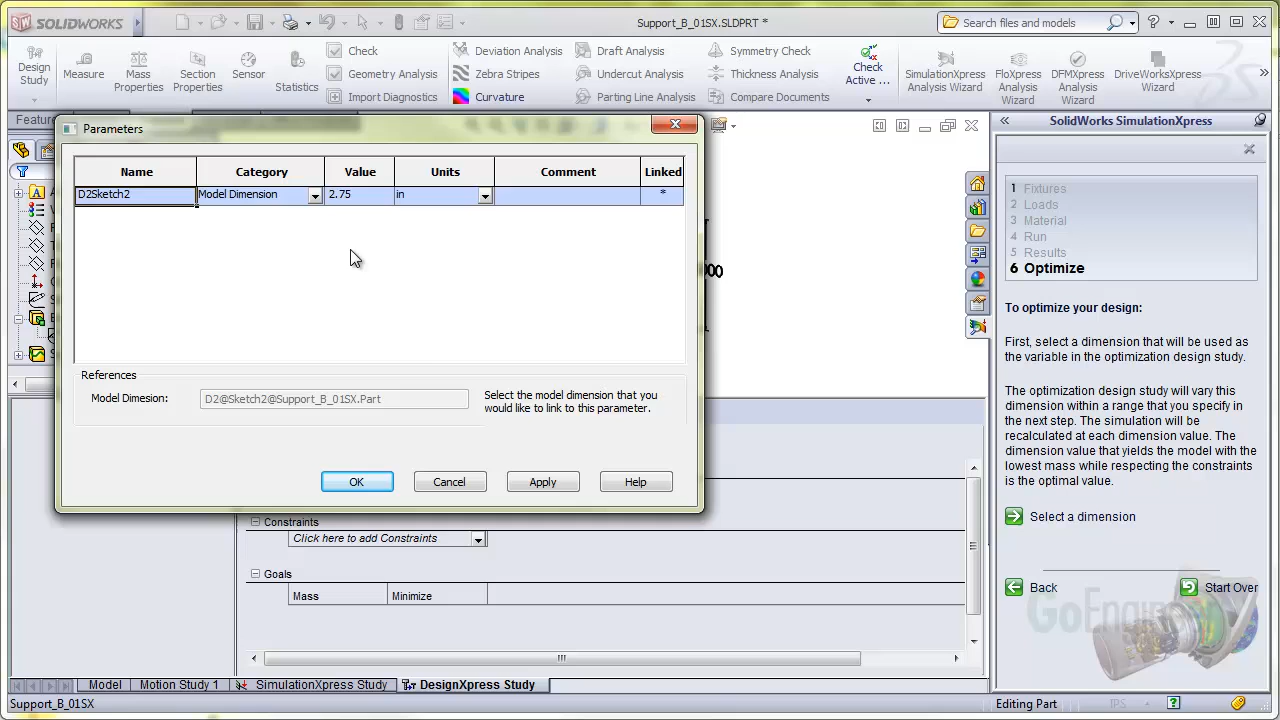 SOLIDWORKS
Support_B_01SX.SLDPRT *
Search files and models
Design Study
Measure
Mass Properties
Section Properties
Sensor
Statistics
Check
Geometry Analysis
Import Diagnostics
Deviation Analysis
Zebra Stripes
Curvature
Draft Analysis
Undercut Analysis
Parting Line Analysis
Symmetry Check
Thickness Analysis
Compare Documents
Check Active ...
SimulationXpress Analysis Wizard
FloXpress Analysis Wizard
DFMXpress Analysis Wizard
DriveWorksXpress Wizard
Featur
Parameters
Name Category Value Units Comment Linked
D2Sketch2 Model Dimension 2.75 in *
References
Model Dimesion: D2@Sketch2@Support_B_01SX.Part
Select the model dimension that you
would like to link to this parameter.
OK Cancel Apply Help
Constraints
Click here to add Constraints
Goals
Mass Minimize
SolidWorks SimulationXpress
1 Fixtures
2 Loads
3 Material
4 Run
5 Results
6 Optimize
To optimize your design:
First, select a dimension that will be used as
the variable in the optimization design study.
The optimization design study will vary this
dimension within a range that you specify in
the next step. The simulation will be
recalculated at each dimension value. The
dimension value that yields the model with the
lowest mass while respecting the constraints
is the optimal value.
Select a dimension
Back
Start Over
GoEngineer
Model Motion Study 1 SimulationXpress Study DesignXpress Study
Support_B_01SX
Editing Part
IPS